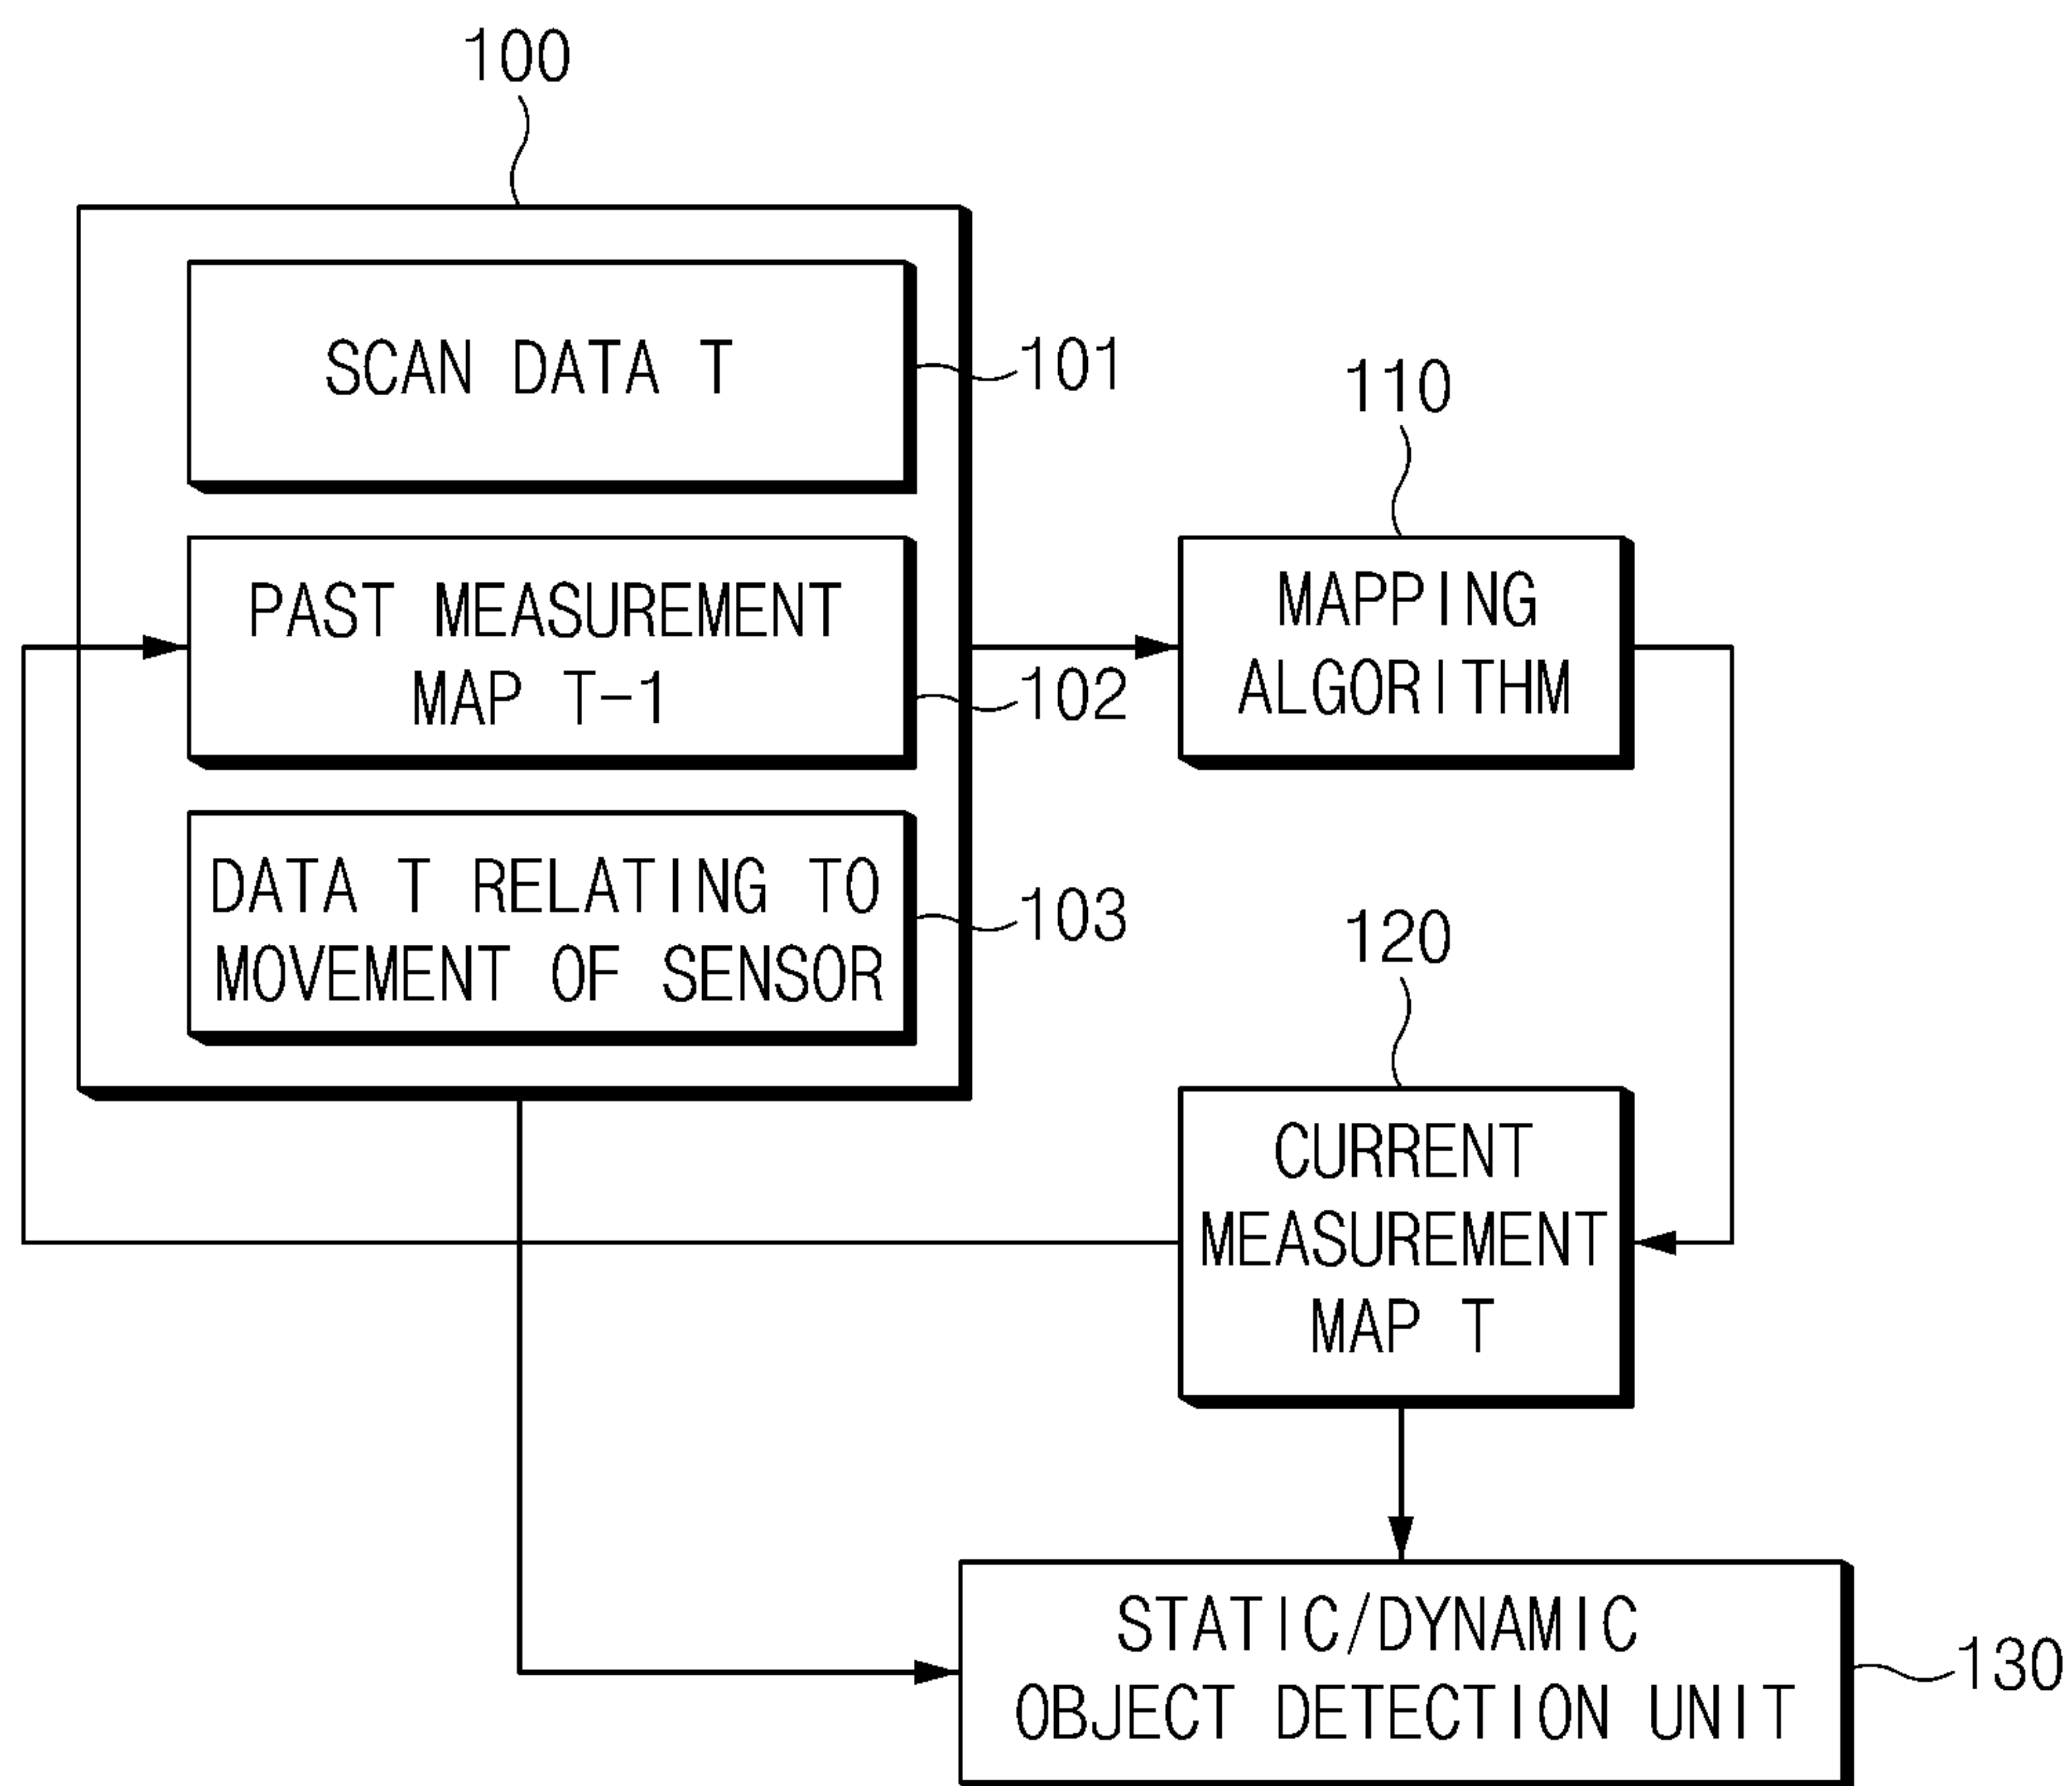 100
SCAN DATA T
101
PAST MEASUREMENT
MAP T-1
102
DATA T RELATING TO
MOVEMENT OF SENSOR
103
110
MAPPING
ALGORITHM
120
CURRENT
MEASUREMENT
MAP T
STATIC/DYNAMIC
OBJECT DETECTION UNIT
130